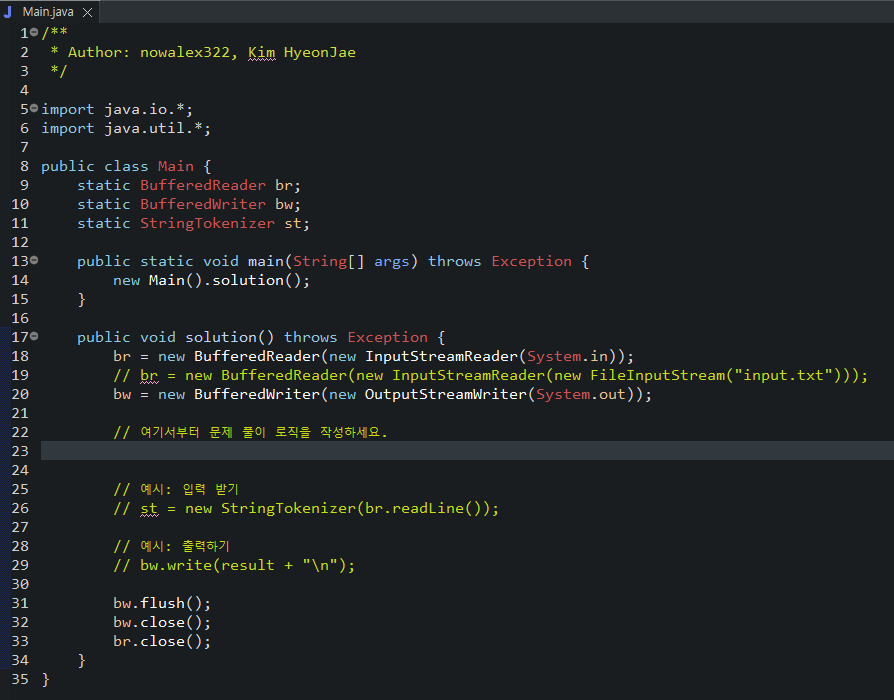 Main.java
1 /**
2  * Author: nowalex322, Kim HyeonJae
3  */
4
5 import java.io.*;
6 import java.util.*;
7
8 public class Main {
9     static BufferedReader br;
10     static BufferedWriter bw;
11     static StringTokenizer st;
12
13     public static void main(String[] args) throws Exception {
14         new Main().solution();
15     }
16
17     public void solution() throws Exception {
18         br = new BufferedReader(new InputStreamReader(System.in));
19         // br = new BufferedReader(new InputStreamReader(new FileInputStream("input.txt")));
20         bw = new BufferedWriter(new OutputStreamWriter(System.out));
21
22         // 여기서부터 문제 풀이 로직을 작성하세요.
23
24
25         // 예시: 입력 받기
26         // st = new StringTokenizer(br.readLine());
27
28         // 예시: 출력하기
29         // bw.write(result + "\n");
30
31         bw.flush();
32         bw.close();
33         br.close();
34     }
35 }